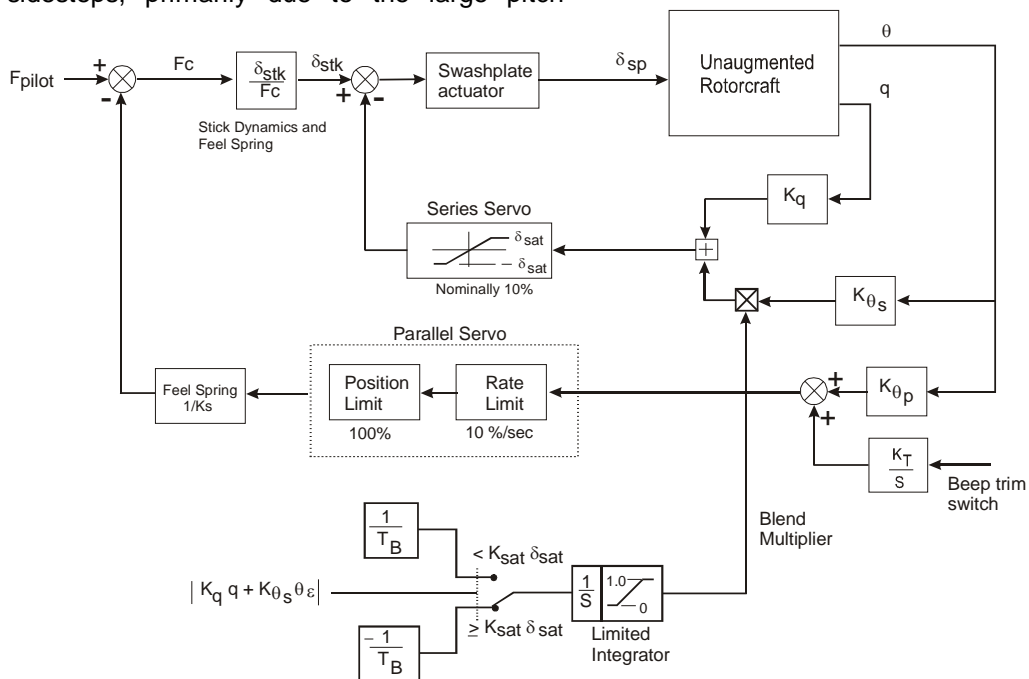 sidesteps, primarily due to the large pitch
θ
Fpilot
+
-
Fc
δstk
Fc
δstk
+
-
Swashplate
actuator
δsp
Unaugmented
Rotorcraft
q
Stick Dynamics and
Feel Spring
Kq
Series Servo
δsat
- δsat
Nominally 10%
+
Kθs
Parallel Servo
Feel Spring
1/Ks
Position
Limit
100%
Rate
Limit
10 %/sec
+
+
Kθp
KT
S
Beep trim
switch
Blend
Multiplier
1
TB
< Ksat δsat
| Kq q + Kθs θε |
≥ Ksat δsat
1
S
1.0
0
Limited
Integrator
- 1
TB